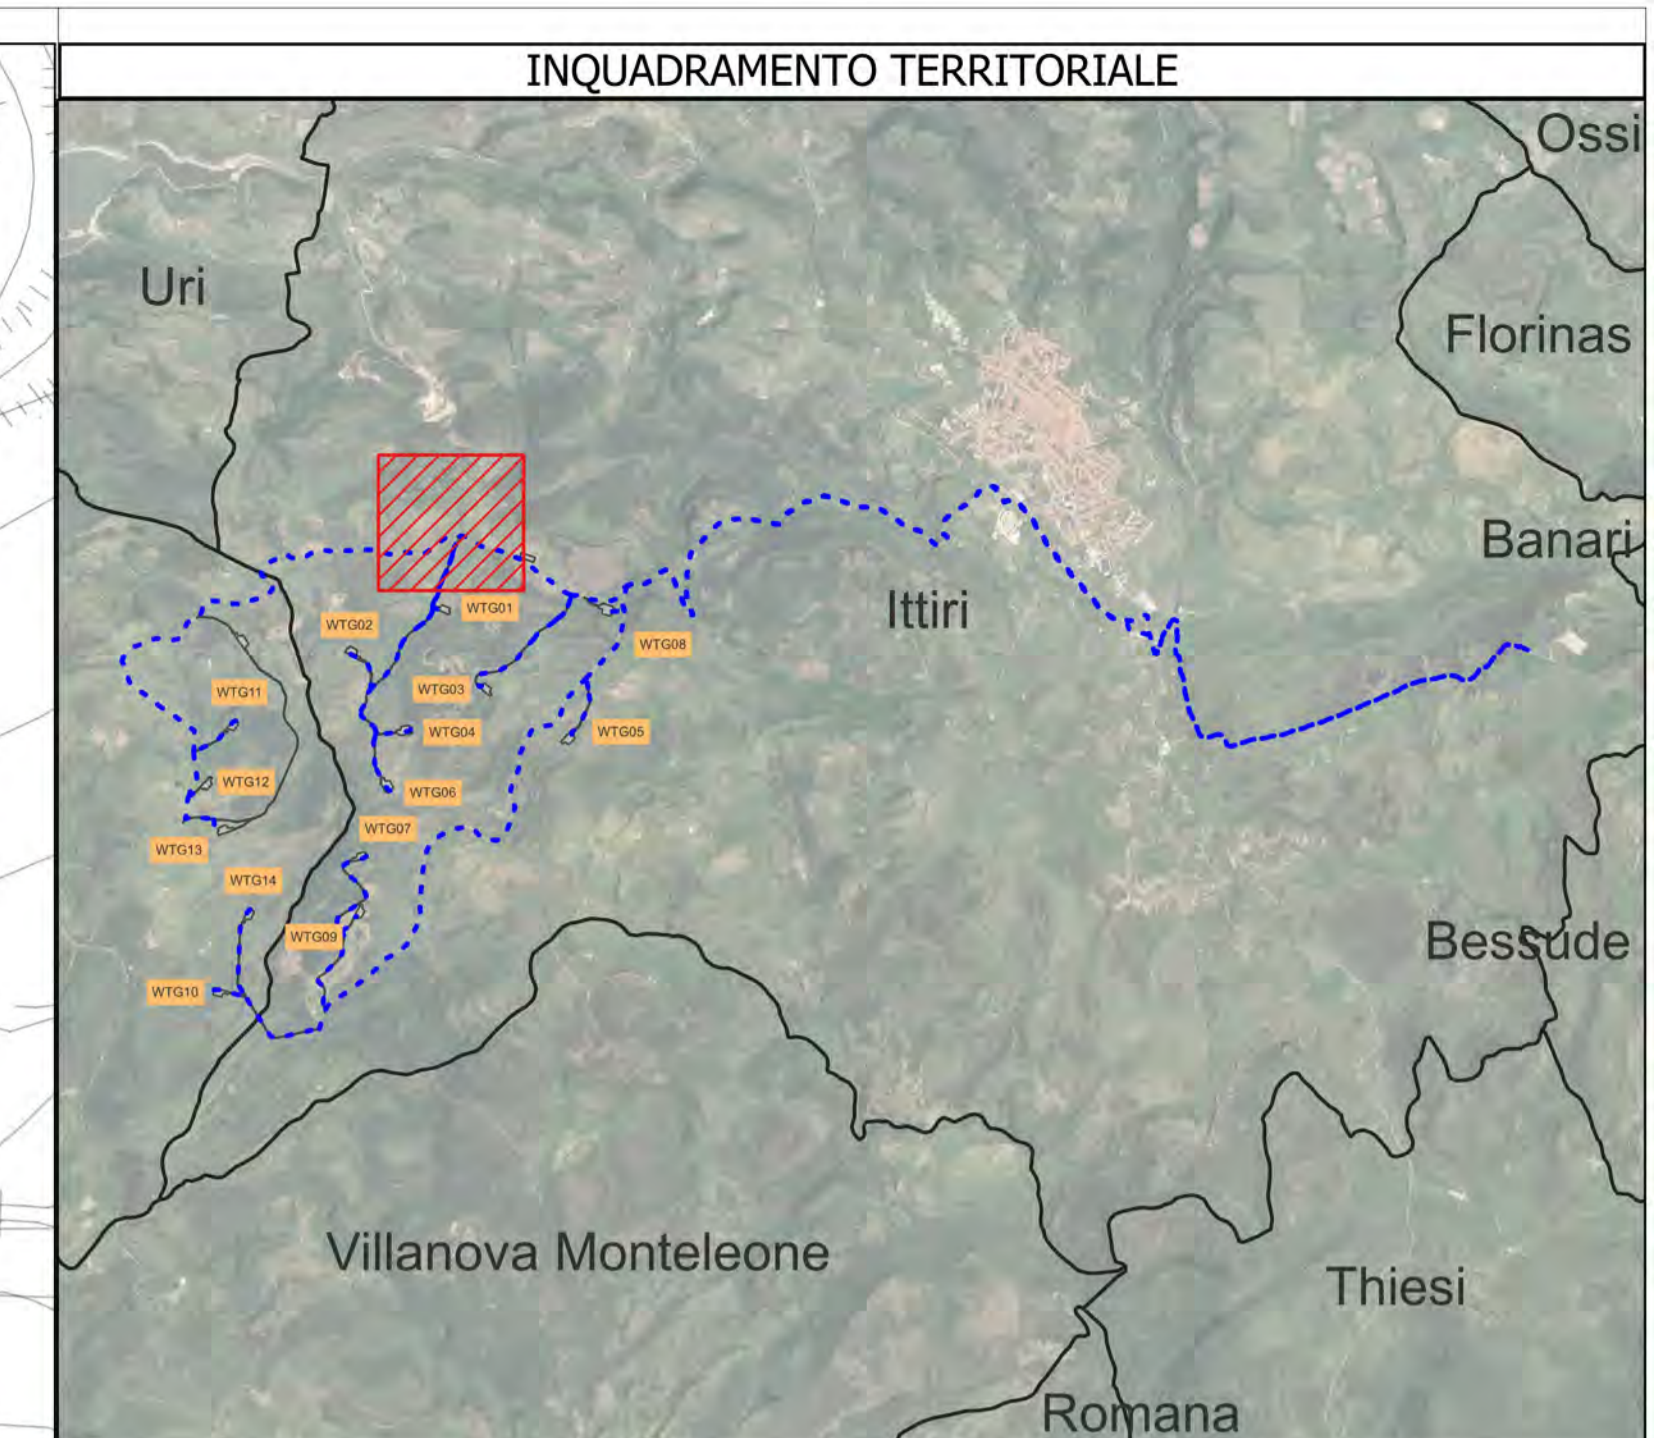 INQUADRAMENTO TERRITORIALE
Ossi
Uri
Florinas
Banari
WTG01
WTG02
Ittiri
WTG08
WTG03
WTG11
WTG04
WTG05
WTG12
WTG06
WTG07
WTG13
WTG14
WTG09
Bessude
WTG10
Villanova Monteleone
Thiesi
Romana